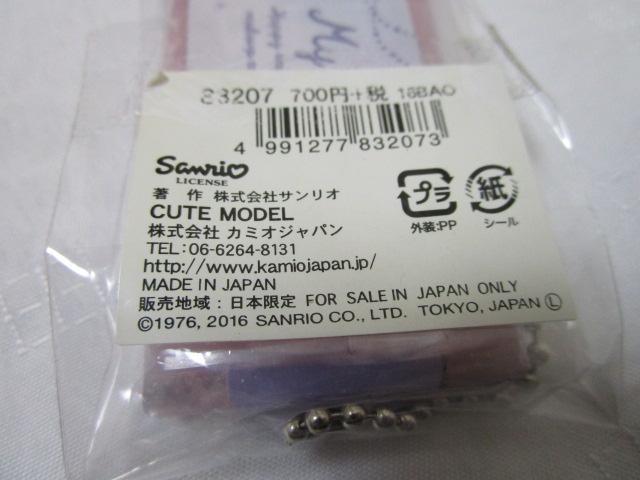 My
83207 700円+税 16BAO
4 991277 832073
Sanrio
LICENSE
著 作 株式会社サンリオ
CUTE MODEL
株式会社 カミオジャパン
TEL:06-6264-8131
http://www.kamiojapan.jp/
MADE IN JAPAN
販売地域:日本限定 FOR SALE IN JAPAN ONLY
©1976, 2016 SANRIO CO., LTD. TOKYO, JAPAN Ⓛ
プラ
外装:PP
紙
シール